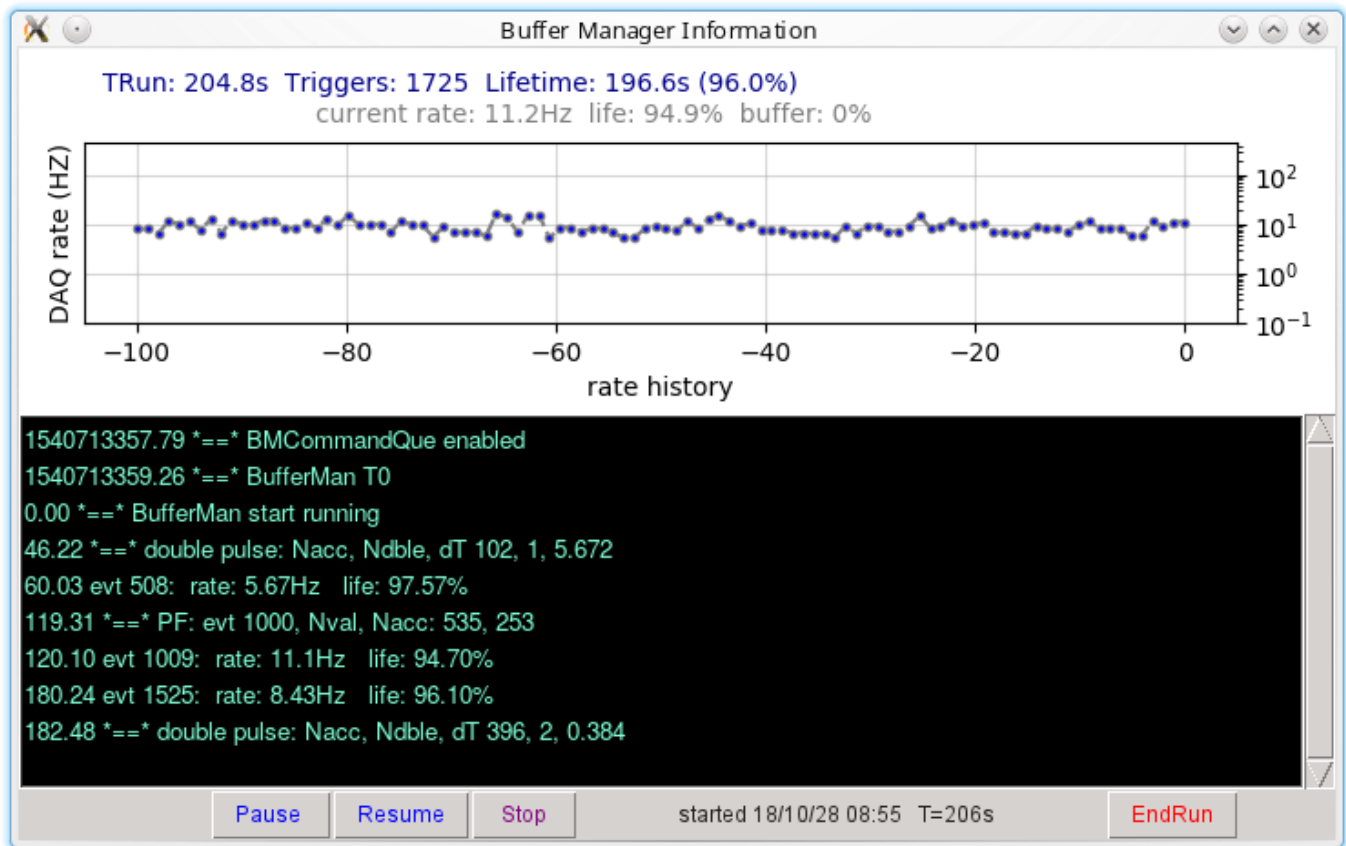 Buffer Manager Information
TRun: 204.8s  Triggers: 1725  Lifetime: 196.6s (96.0%)
current rate: 11.2Hz  life: 94.9%  buffer: 0%
DAQ rate (HZ)
10²
10¹
10⁰
10⁻¹
−100 −80 −60 −40 −20 0
rate history
1540713357.79 *==* BMCommandQue enabled
1540713359.26 *==* BufferMan T0
0.00 *==* BufferMan start running
46.22 *==* double pulse: Nacc, Ndble, dT 102, 1, 5.672
60.03 evt 508:  rate: 5.67Hz   life: 97.57%
119.31 *==* PF: evt 1000, Nval, Nacc: 535, 253
120.10 evt 1009:  rate: 11.1Hz   life: 94.70%
180.24 evt 1525:  rate: 8.43Hz   life: 96.10%
182.48 *==* double pulse: Nacc, Ndble, dT 396, 2, 0.384
Pause Resume Stop started 18/10/28 08:55  T=206s EndRun